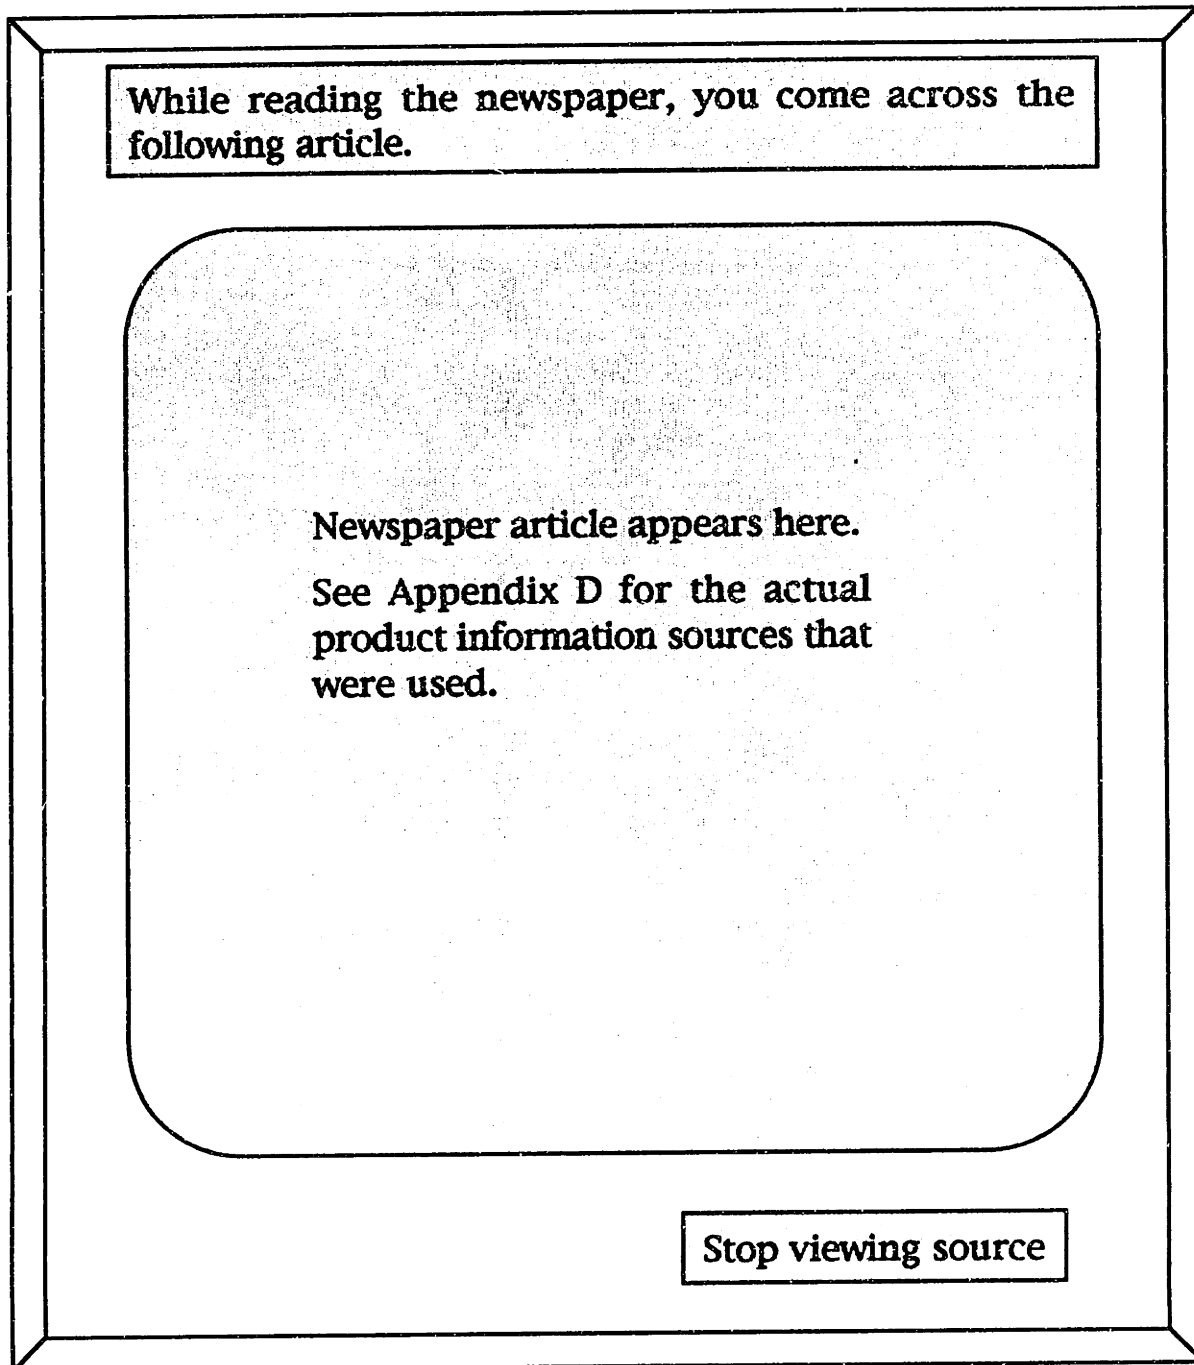 While reading the newspaper, you come across the
following article.
Newspaper article appears here.
See Appendix D for the actual
product information sources that
were used.
Stop viewing source